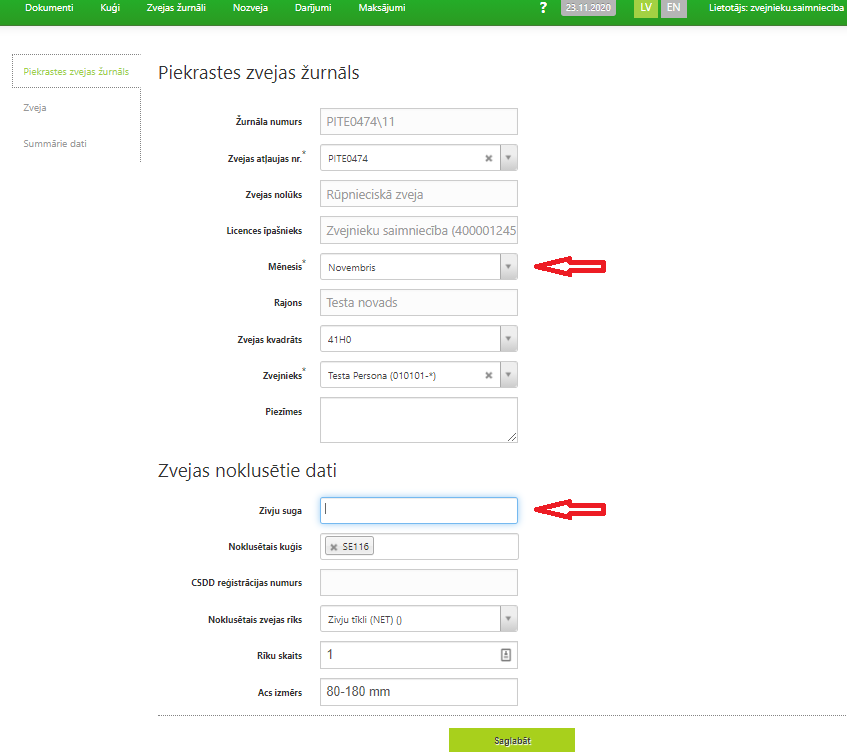 Dokumenti Kuģi Zvejas žurnāli Nozveja Darījumi Maksājumi ? 23.11.2020 LV EN Lietotājs: zvejnieku.saimnieciba
Piekrastes zvejas žurnāls
Zveja
Summārie dati
Piekrastes zvejas žurnāls
Žurnāla numurs PITE0474\11
Zvejas atļaujas nr.* PITE0474
Zvejas nolūks Rūpnieciskā zveja
Licences īpašnieks Zvejnieku saimniecība (400001245
Mēnesis* Novembris
Rajons Testa novads
Zvejas kvadrāts 41H0
Zvejnieks* Testa Persona (010101-*)
Piezīmes
Zvejas noklusētie dati
Zivju suga
Noklusētais kuģis SE116
CSDD reģistrācijas numurs
Noklusētais zvejas rīks Zivju tīkli (NET) ()
Rīku skaits 1
Acs izmērs 80-180 mm
Saglabāt